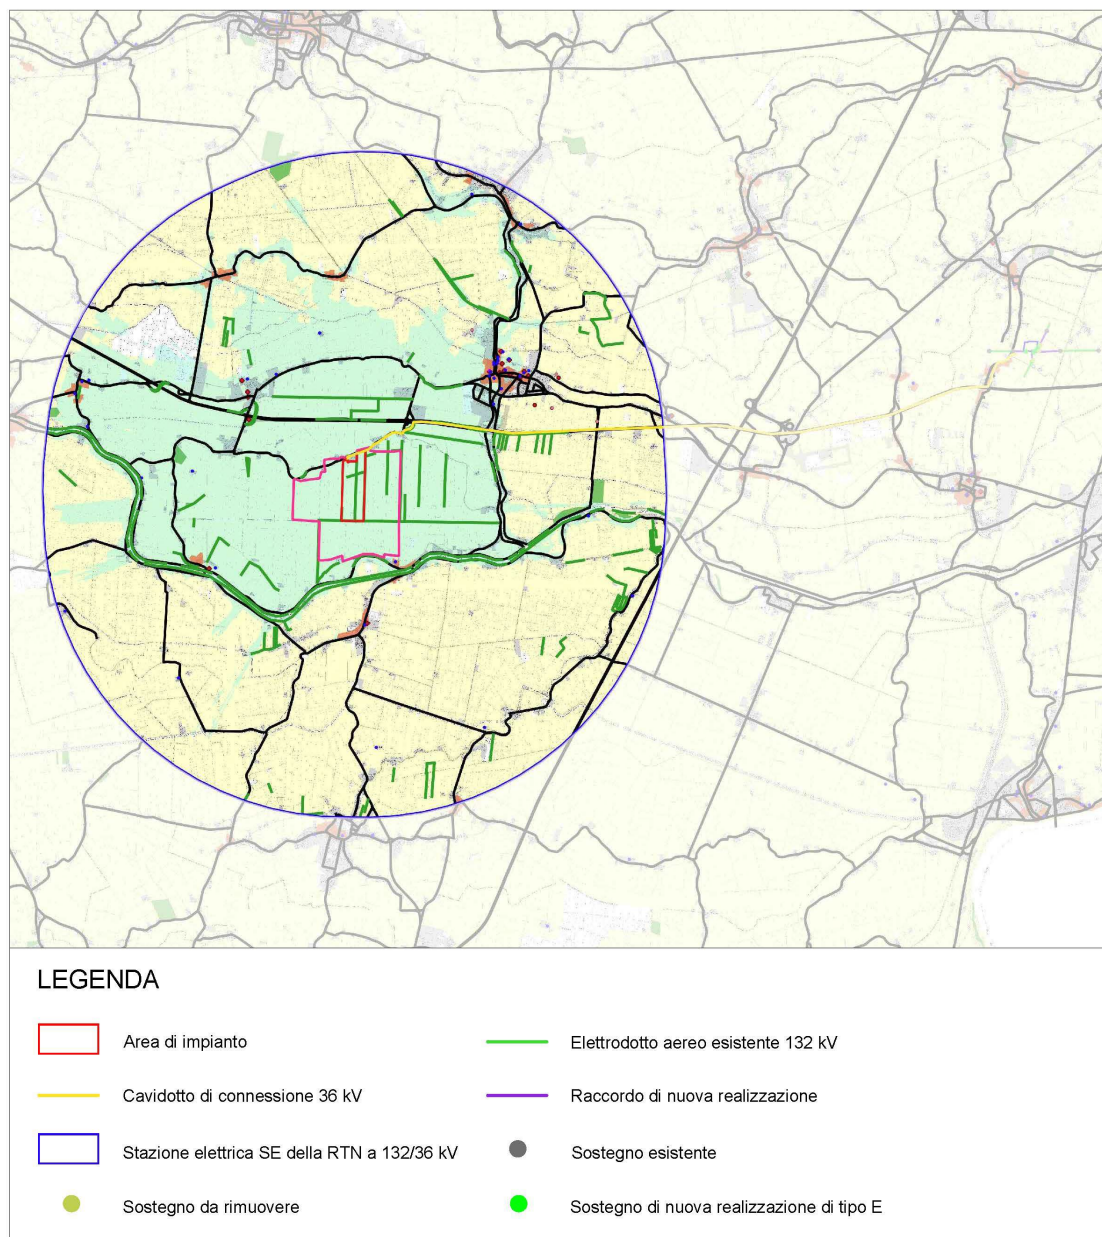 LEGENDA
Area di impianto
Elettrodotto aereo esistente 132 kV
Cavidotto di connessione 36 kV
Raccordo di nuova realizzazione
Stazione elettrica SE della RTN a 132/36 kV
Sostegno esistente
Sostegno da rimuovere
Sostegno di nuova realizzazione di tipo E